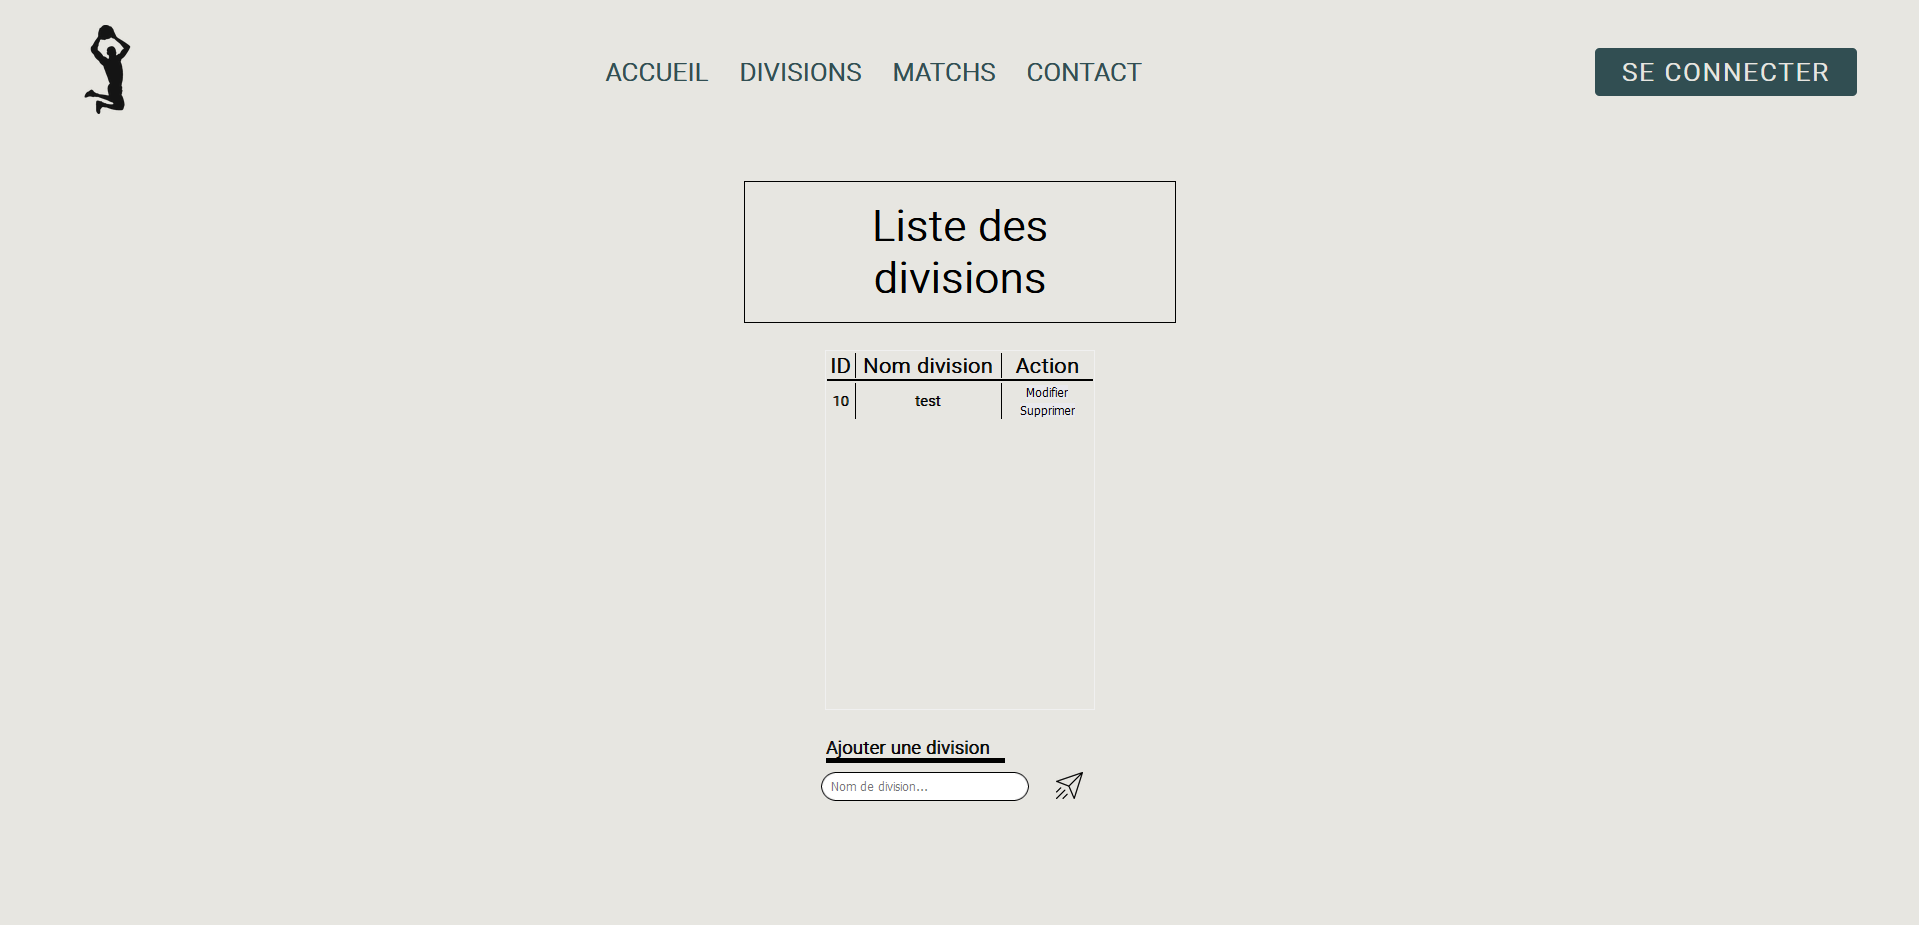 ACCUEIL DIVISIONS MATCHS CONTACT SE CONNECTER
Liste des
divisions
ID Nom division Action
10 test Modifier
Supprimer
Ajouter une division
Nom de division...